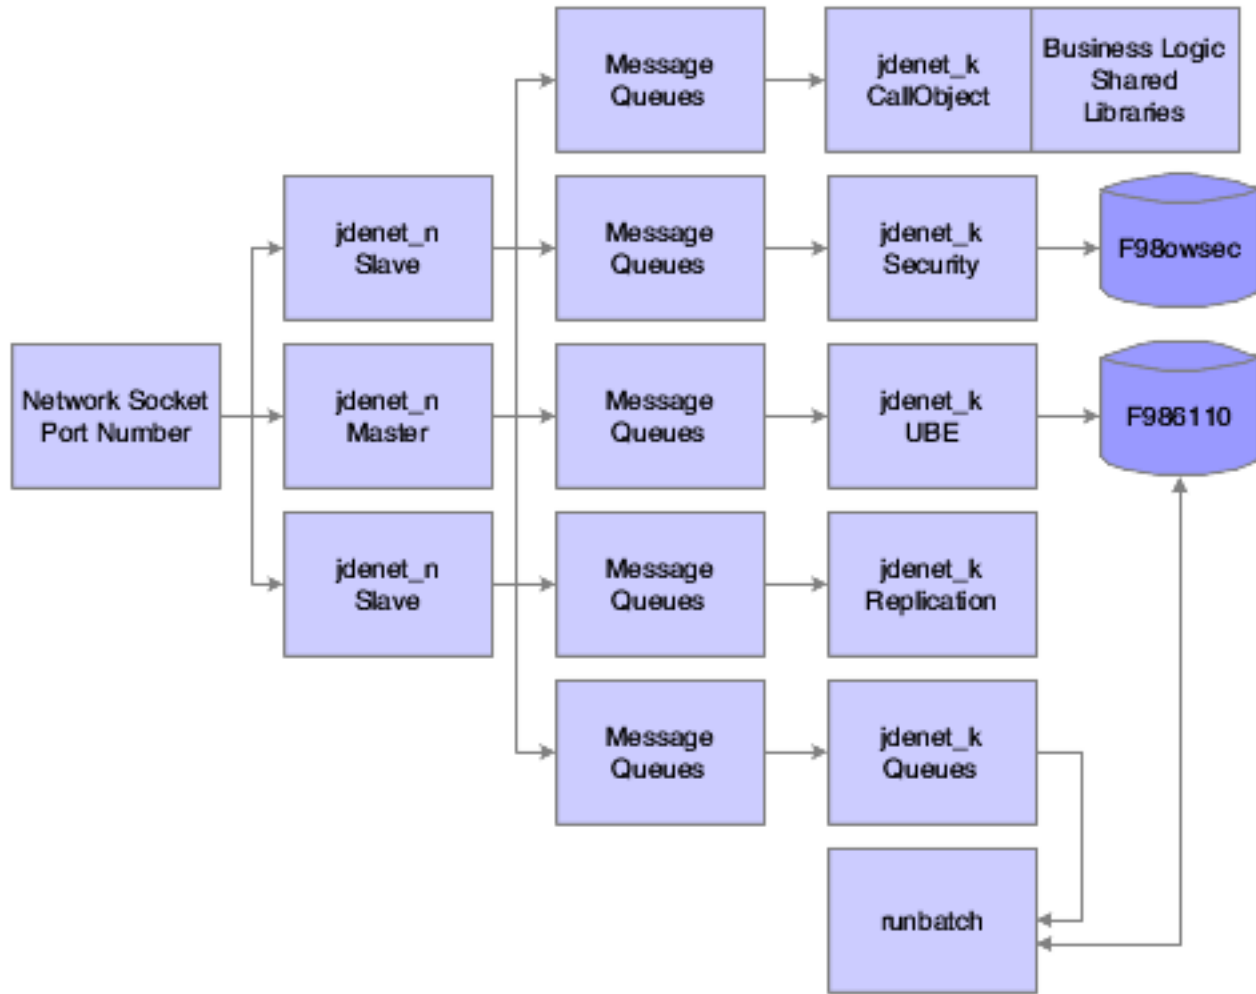 Message
Queues
jdenet_k
CallObject
Business Logic
Shared
Libraries
jdenet_n
Slave
Message
Queues
jdenet_k
Security
F98owsec
Network Socket
Port Number
jdenet_n
Master
Message
Queues
jdenet_k
UBE
F986110
jdenet_n
Slave
Message
Queues
jdenet_k
Replication
Message
Queues
jdenet_k
Queues
runbatch